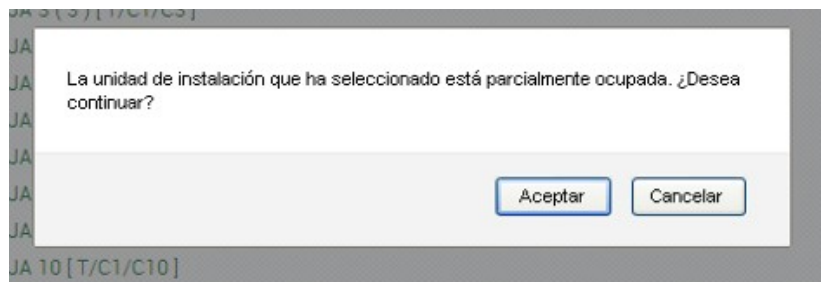 JA 3 ( 3 ) [ T/C1/C3 ]
JA
La unidad de instalación que ha seleccionado está parcialmente ocupada. ¿Desea
JA
continuar?
JA
JA
JA
Aceptar Cancelar
JA
JA 10 [ T/C1/C10 ]